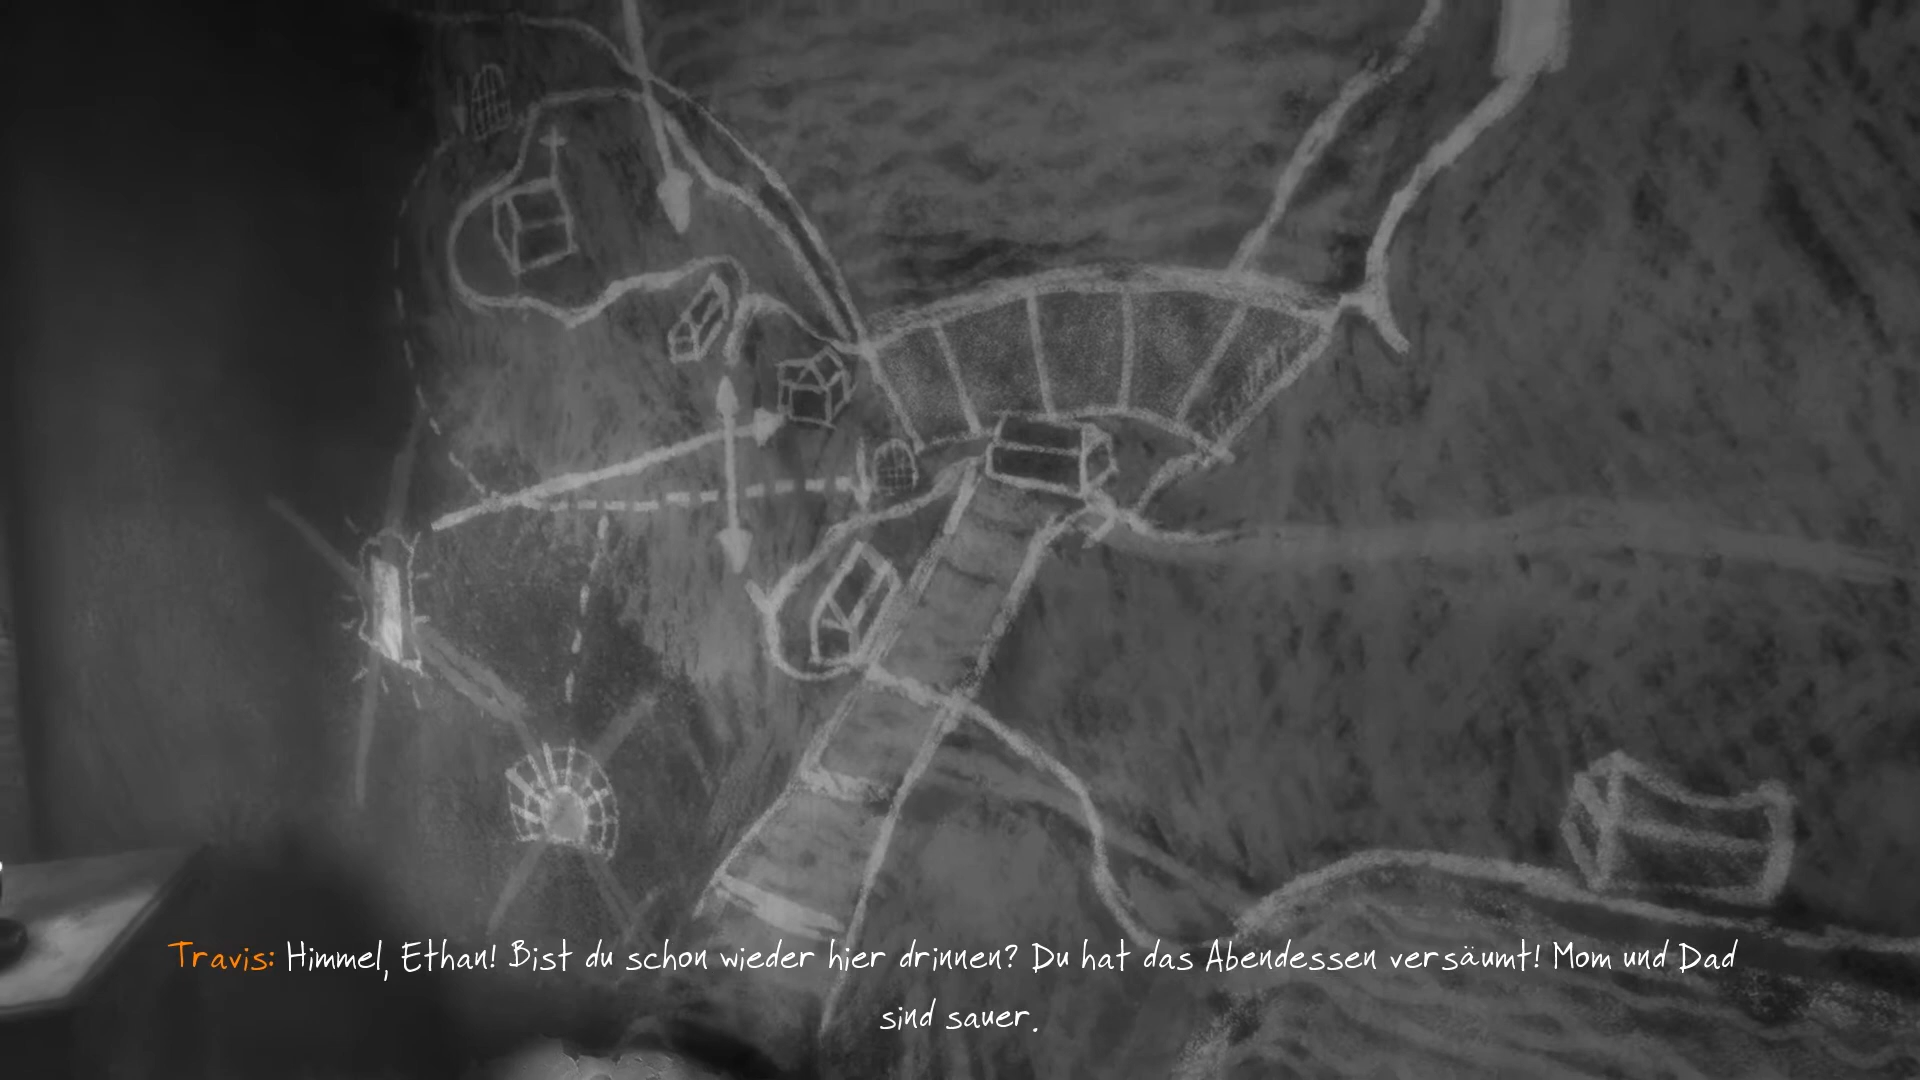 Travis: Himmel, Ethan! Bist du schon wieder hier drinnen? Du hat das Abendessen versäumt! Mom und Dad
sind sauer.